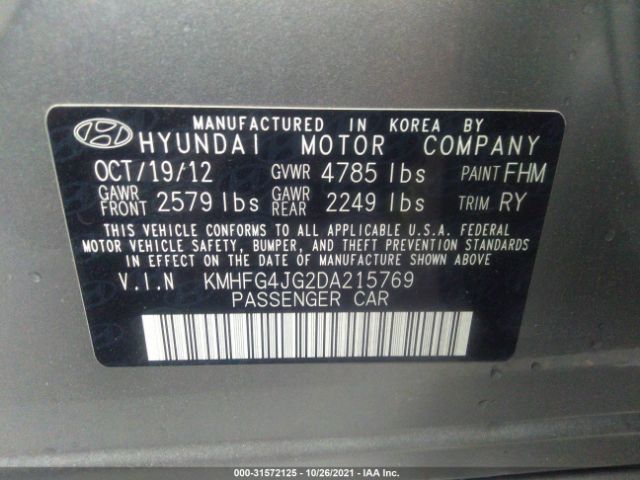 MANUFACTURED IN KOREA BY
HYUNDAI MOTOR COMPANY
OCT/19/12 GVWR 4785 lbs PAINT FHM
GAWR FRONT 2579 lbs GAWR REAR 2249 lbs TRIM RY
THIS VEHICLE CONFORMS TO ALL APPLICABLE U.S.A. FEDERAL
MOTOR VEHICLE SAFETY, BUMPER, AND THEFT PREVENTION STANDARDS
IN EFFECT ON THE DATE OF MANUFACTURE SHOWN ABOVE
V.I.N KMHFG4JG2DA215769
PASSENGER CAR
000-31572125 - 10/26/2021 - IAA Inc.